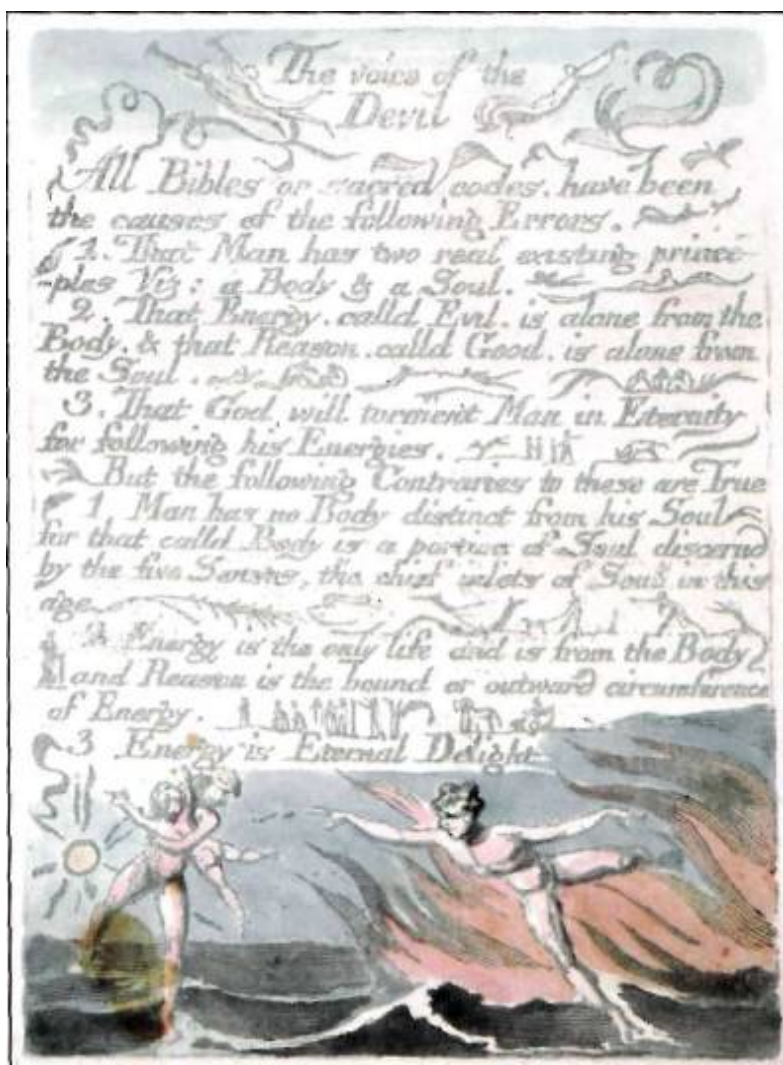 The voice of the
Devil
All Bibles or sacred codes. have been
the causes of the following Errors.
1. That Man has two real existing princi-
-ples Viz: a Body & a Soul.
2. That Energy. calld Evil. is alone from the
Body. & that Reason. calld Good. is alone from
the Soul.
3. That God will torment Man in Eternity
for following his Energies.
But the following Contraries to these are True
1 Man has no Body distinct from his Soul
for that calld Body is a portion of Soul discernd
by the five Senses, the chief inlets of Soul in this
age
2 Energy is the only life and is from the Body
and Reason is the bound or outward circumference
of Energy.
3 Energy is Eternal Delight